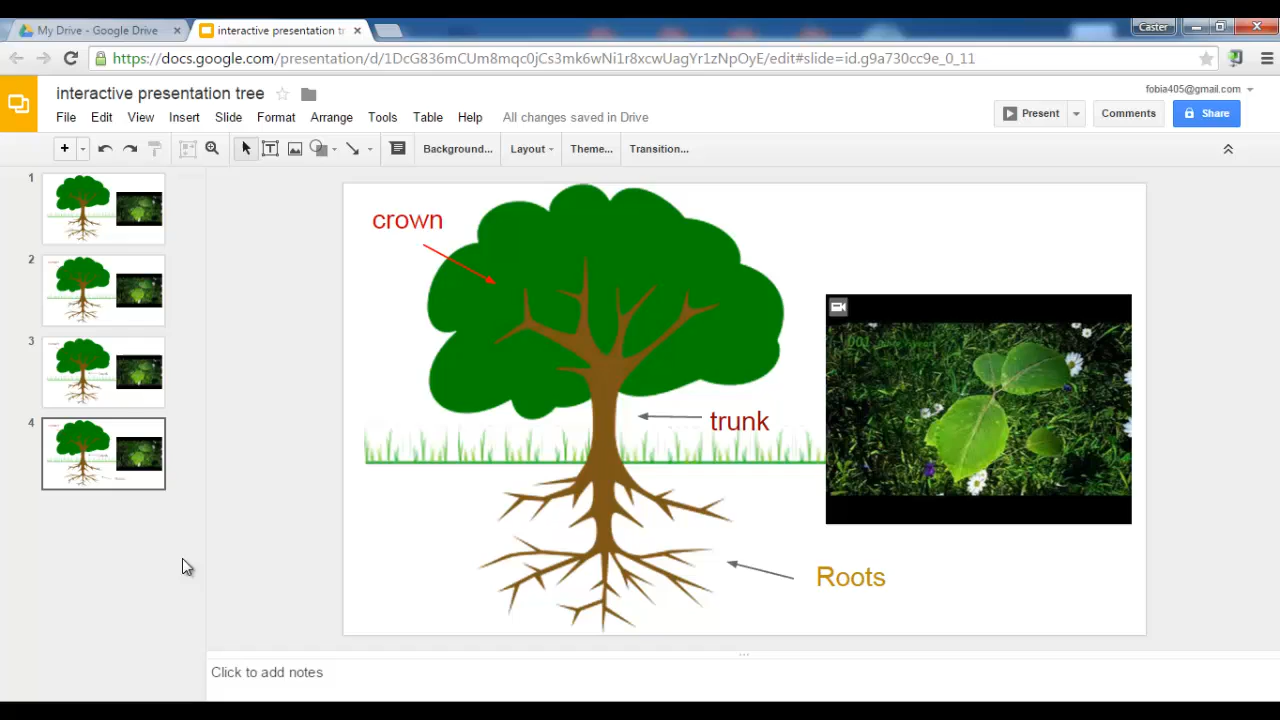 My Drive - Google Drive
interactive presentation tr
Caster
https://docs.google.com/presentation/d/1DcG836mCUm8mqc0jCs3nk6wNi1r8xcwUagYr1zNpOyE/edit#slide=id.g9a730cc9e_0_11
interactive presentation tree
fobia405@gmail.com
File Edit View Insert Slide Format Arrange Tools Table Help All changes saved in Drive
Present Comments Share
Background... Layout Theme... Transition...
1
2
3
4
crown
001
trunk
Roots
Click to add notes